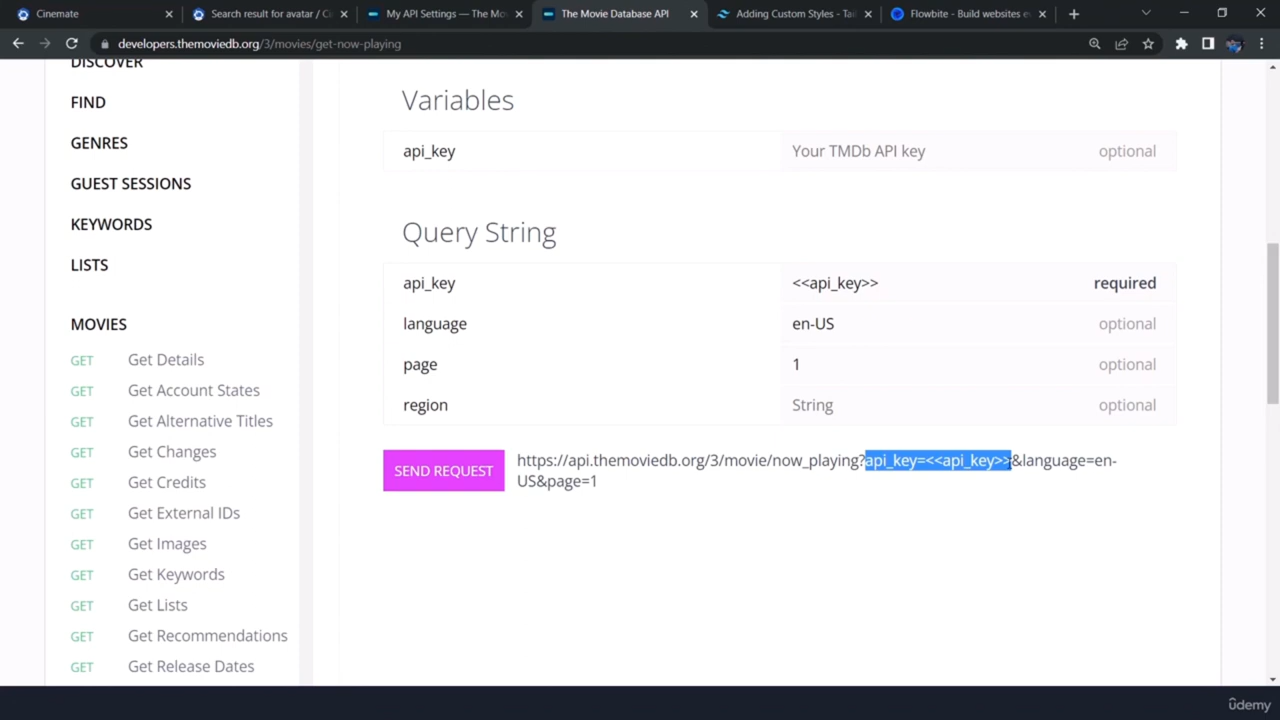 Cinemate
Search result for avatar / Ci
My API Settings — The Mo
The Movie Database API
Adding Custom Styles - Tail
Flowbite - Build websites ev
developers.themoviedb.org/3/movies/get-now-playing
DISCOVER
FIND
GENRES
GUEST SESSIONS
KEYWORDS
LISTS
MOVIES
GET Get Details
GET Get Account States
GET Get Alternative Titles
GET Get Changes
GET Get Credits
GET Get External IDs
GET Get Images
GET Get Keywords
GET Get Lists
GET Get Recommendations
GET Get Release Dates
Variables
api_key Your TMDb API key optional
Query String
api_key <<api_key>> required
language en-US optional
page 1 optional
region String optional
SEND REQUEST
https://api.themoviedb.org/3/movie/now_playing?api_key=<<api_key>>&language=en-
US&page=1
ûdemy